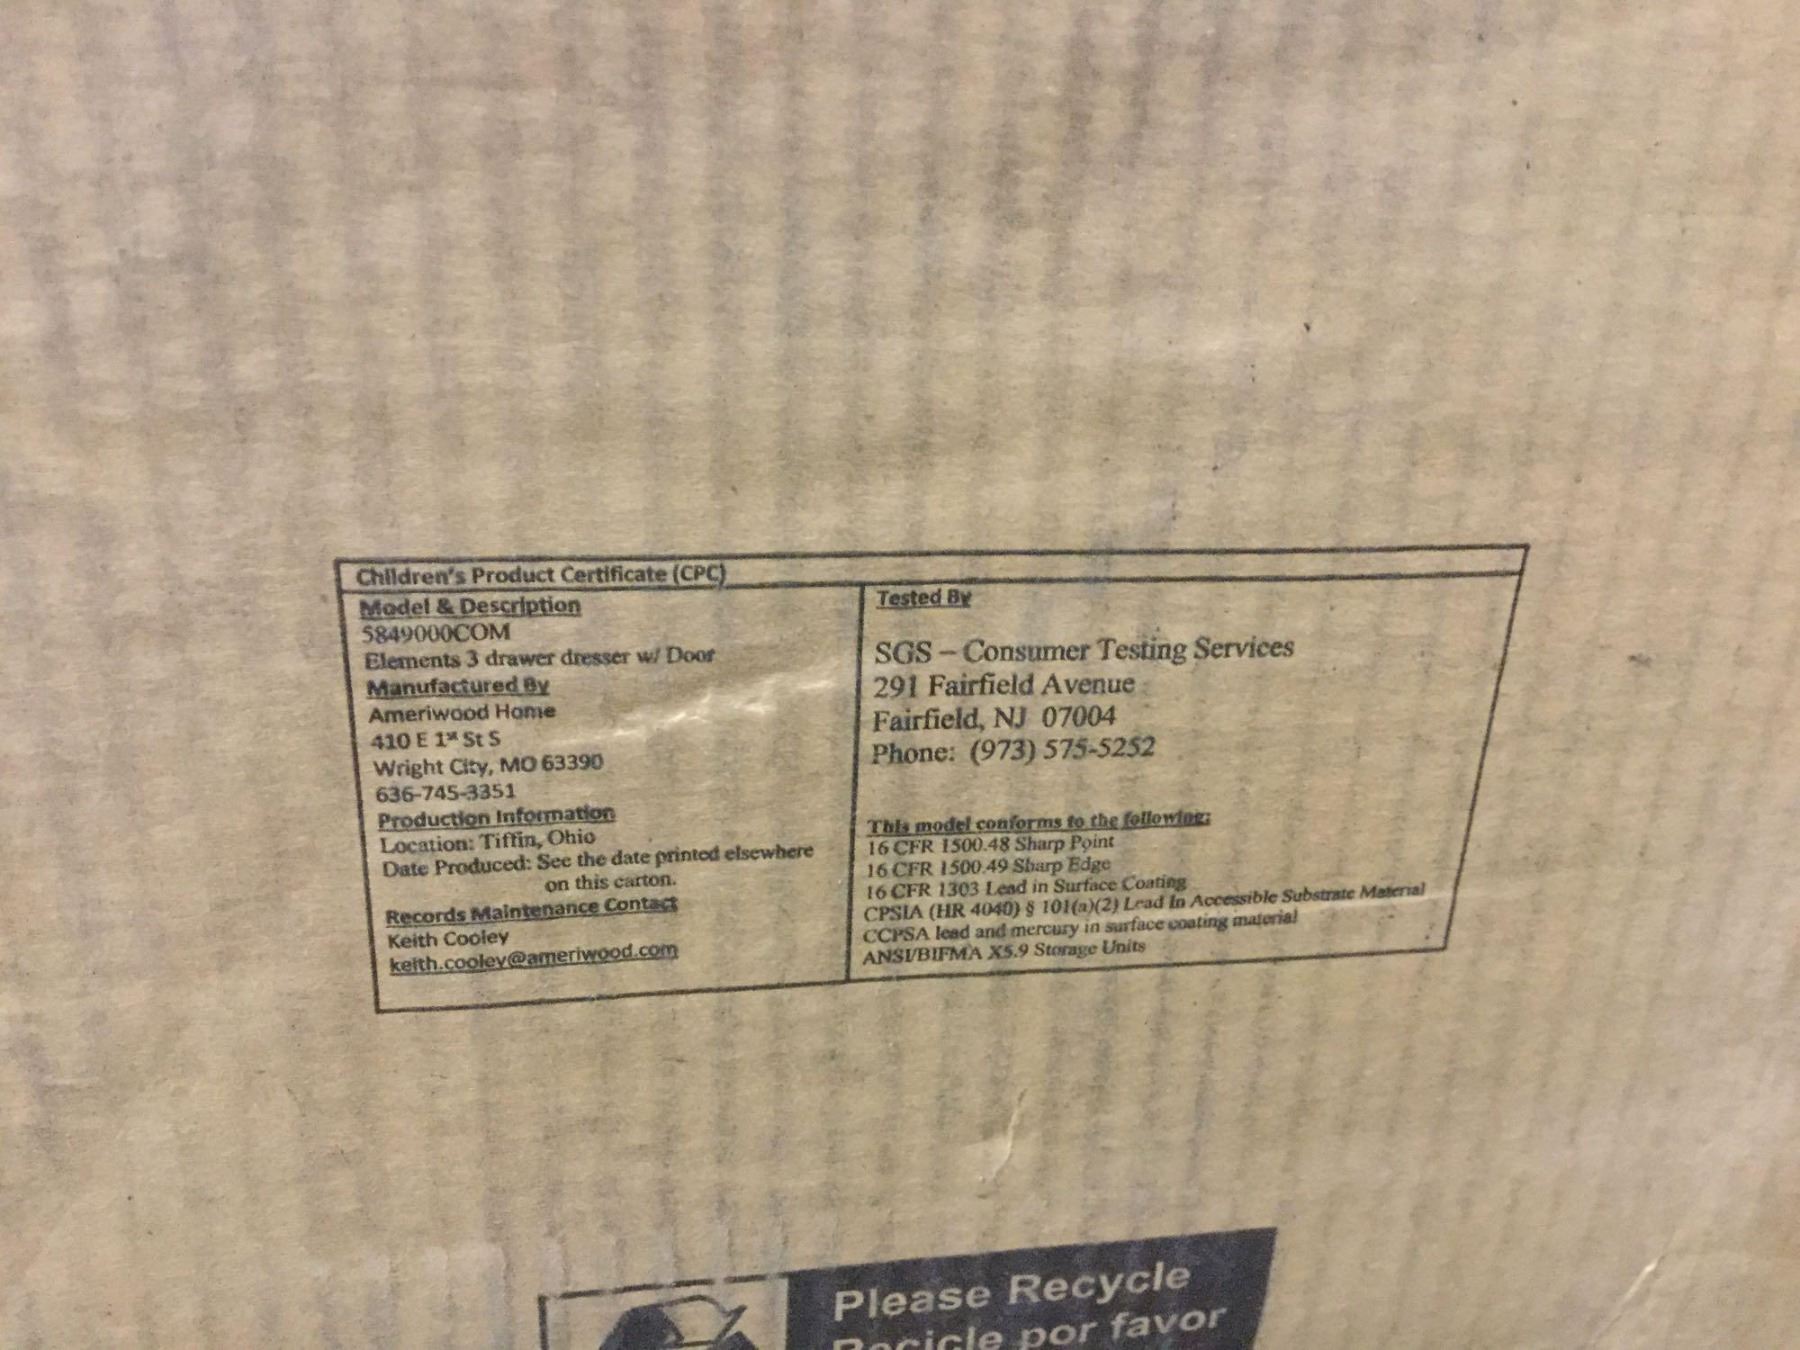 Children's Product Certificate (CPC)
Model & Description
5849000COM
Elements 3 drawer dresser w/ Door
Manufactured By
Ameriwood Home
410 E 1st St S
Wright City, MO 63390
636-745-3351
Production Information
Location: Tiffin, Ohio
Date Produced: See the date printed elsewhere
on this carton.
Records Maintenance Contact
Keith Cooley
keith.cooley@ameriwood.com
Tested By
SGS – Consumer Testing Services
291 Fairfield Avenue
Fairfield, NJ 07004
Phone: (973) 575-5252
This model conforms to the following:
16 CFR 1500.48 Sharp Point
16 CFR 1500.49 Sharp Edge
16 CFR 1303 Lead in Surface Coating
CPSIA (HR 4040) § 101(a)(2) Lead In Accessible Substrate Material
CCPSA lead and mercury in surface coating material
ANSI/BIFMA X5.9 Storage Units
Please Recycle
Recicle por favor